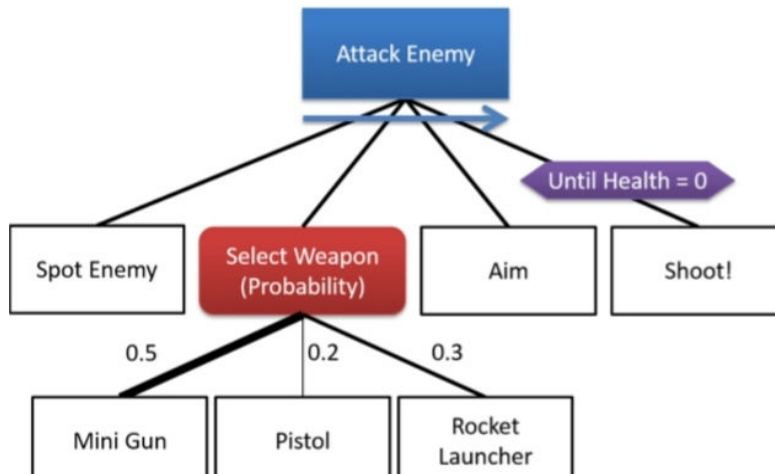 Attack Enemy
Until Health = 0
Spot Enemy
Select Weapon
(Probability)
Aim
Shoot!
0.5
0.2
0.3
Mini Gun
Pistol
Rocket
Launcher